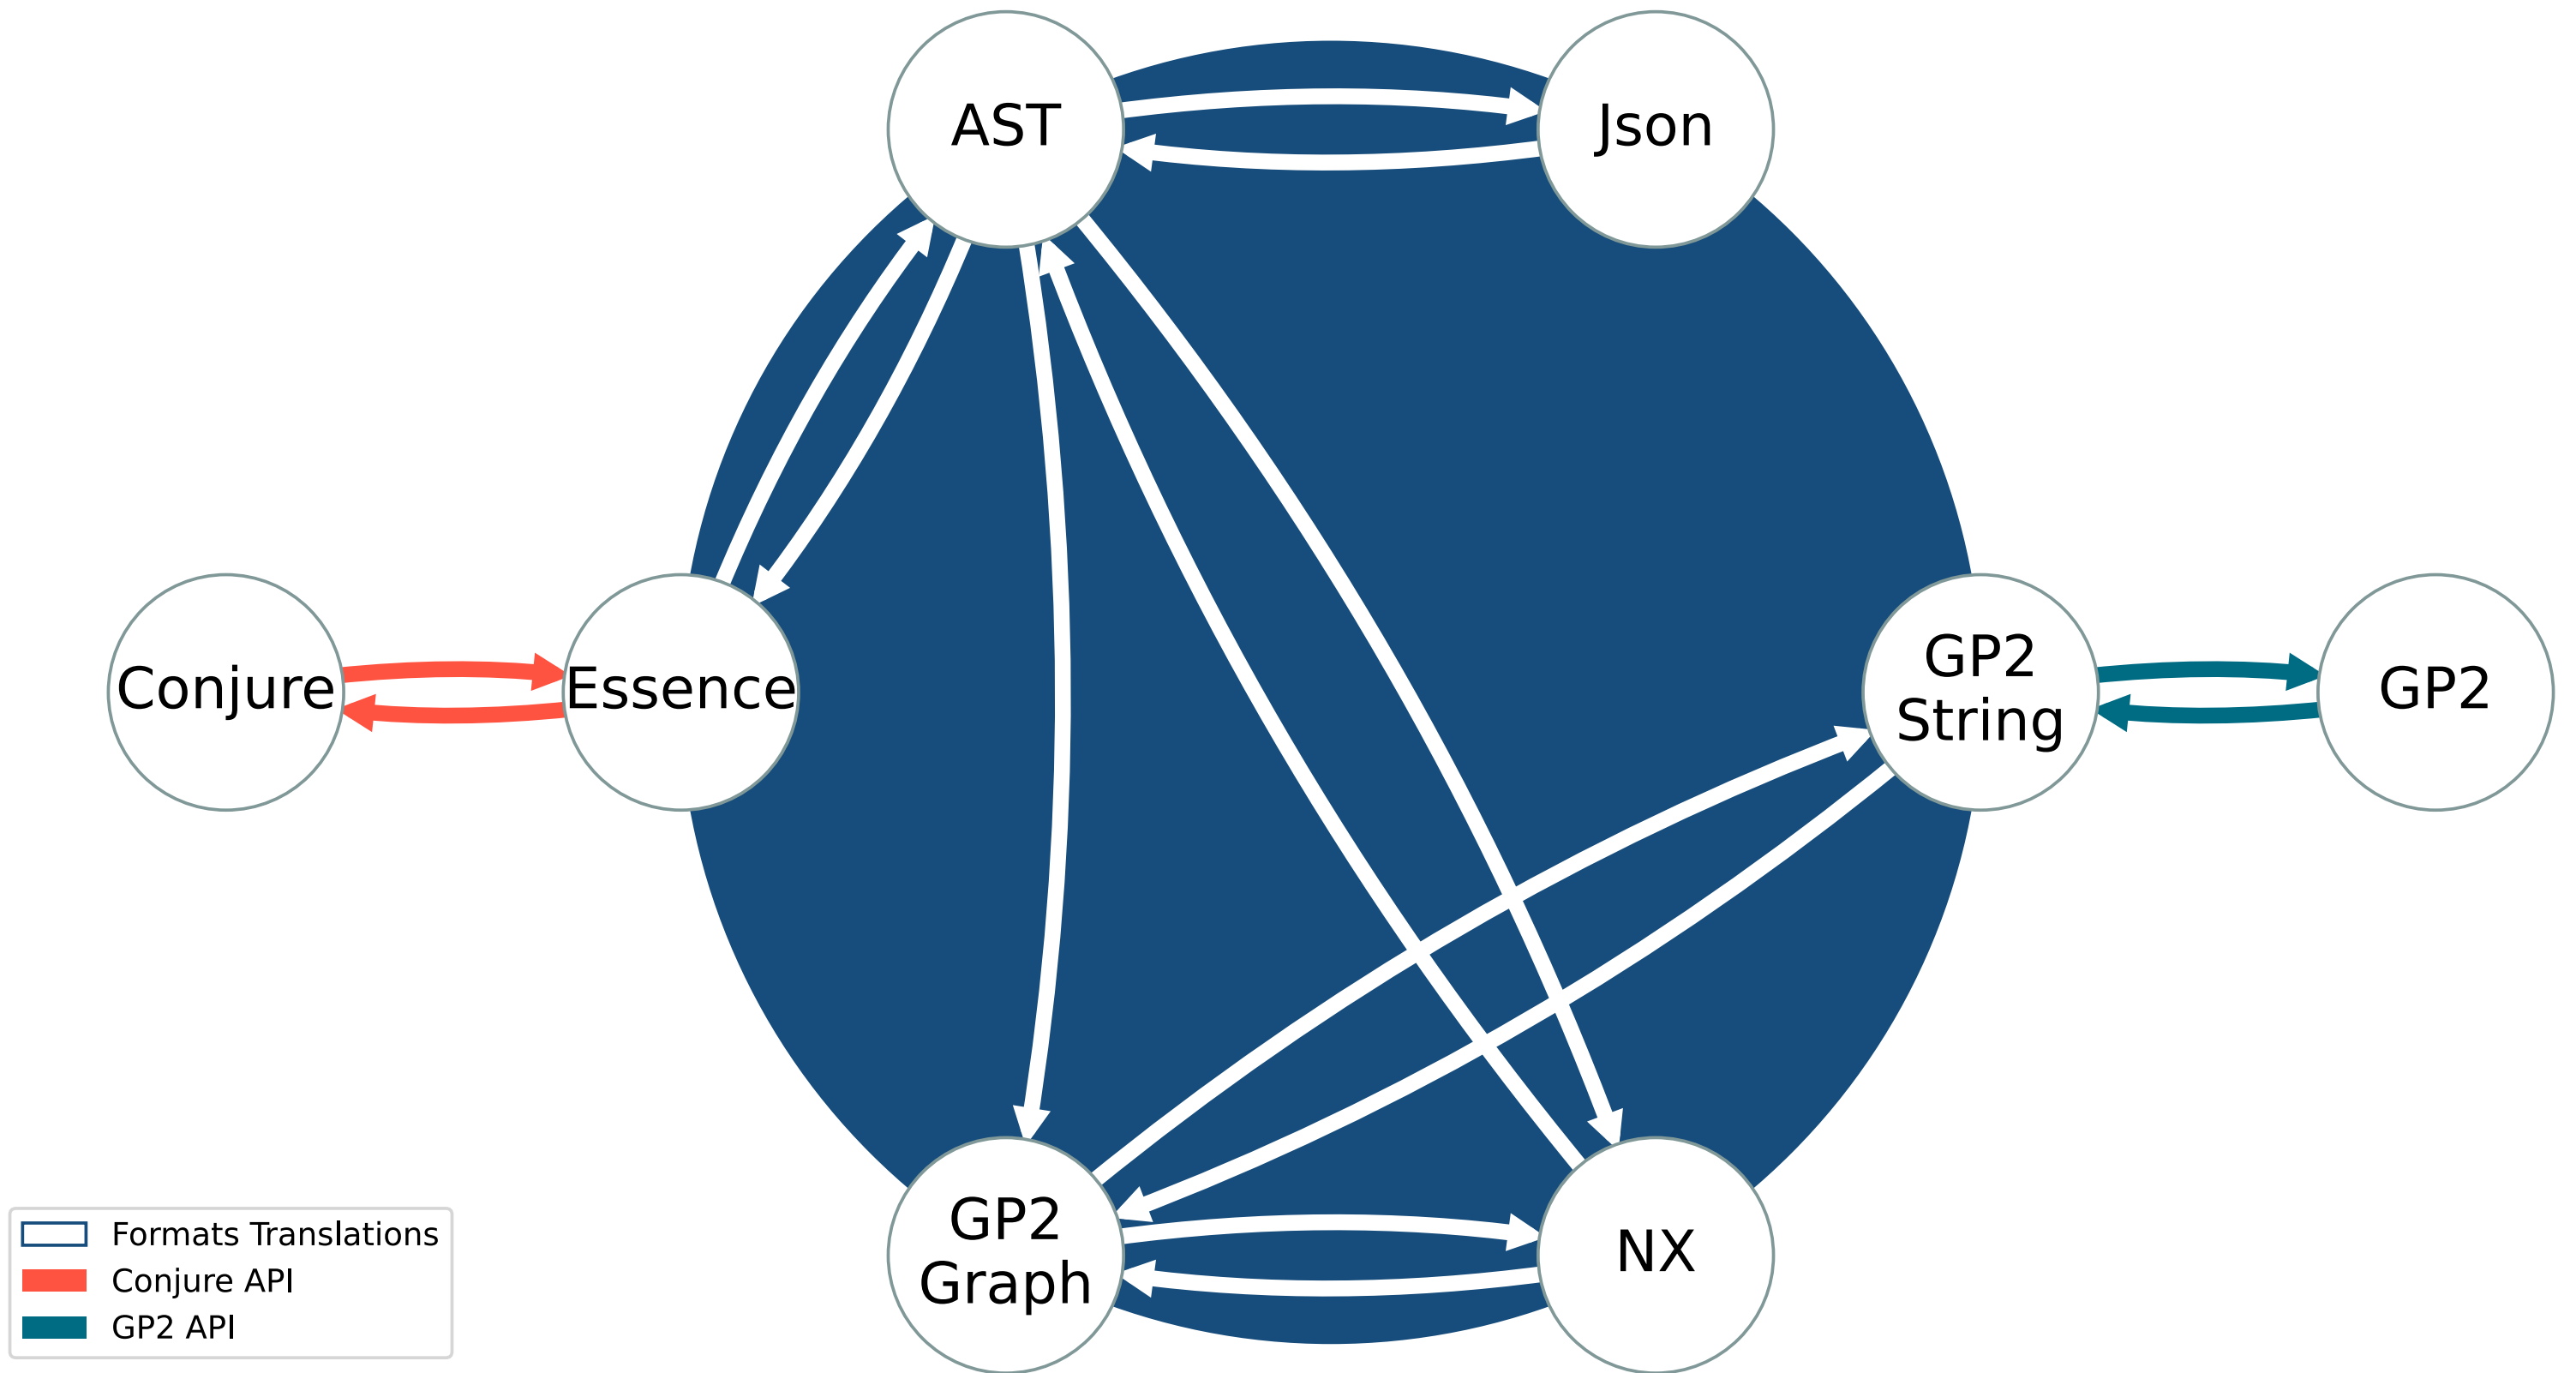 AST
Json
Conjure
Essence
GP2
String
GP2
GP2
Graph
NX
Formats Translations
Conjure API
GP2 API